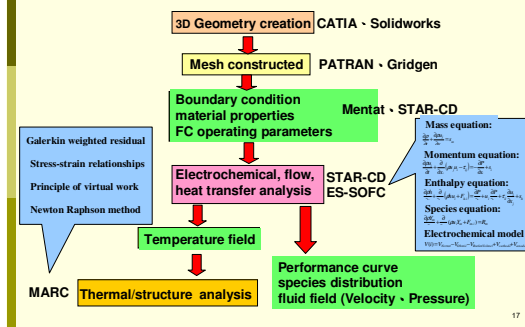 3D Geometry creation CATIA、Solidworks
Mesh constructed PATRAN、Gridgen
Boundary condition
material properties
FC operating parameters
Mentat、STAR-CD
Galerkin weighted residual
Stress-strain relationships
Principle of virtual work
Newton Raphson method
Electrochemical, flow,
heat transfer analysis
STAR-CD
ES-SOFC
Mass equation:
Momentum equation:
Enthalpy equation:
Species equation:
Electrochemical model
Temperature field
Performance curve
species distribution
fluid field (Velocity、Pressure)
MARC Thermal/structure analysis
17